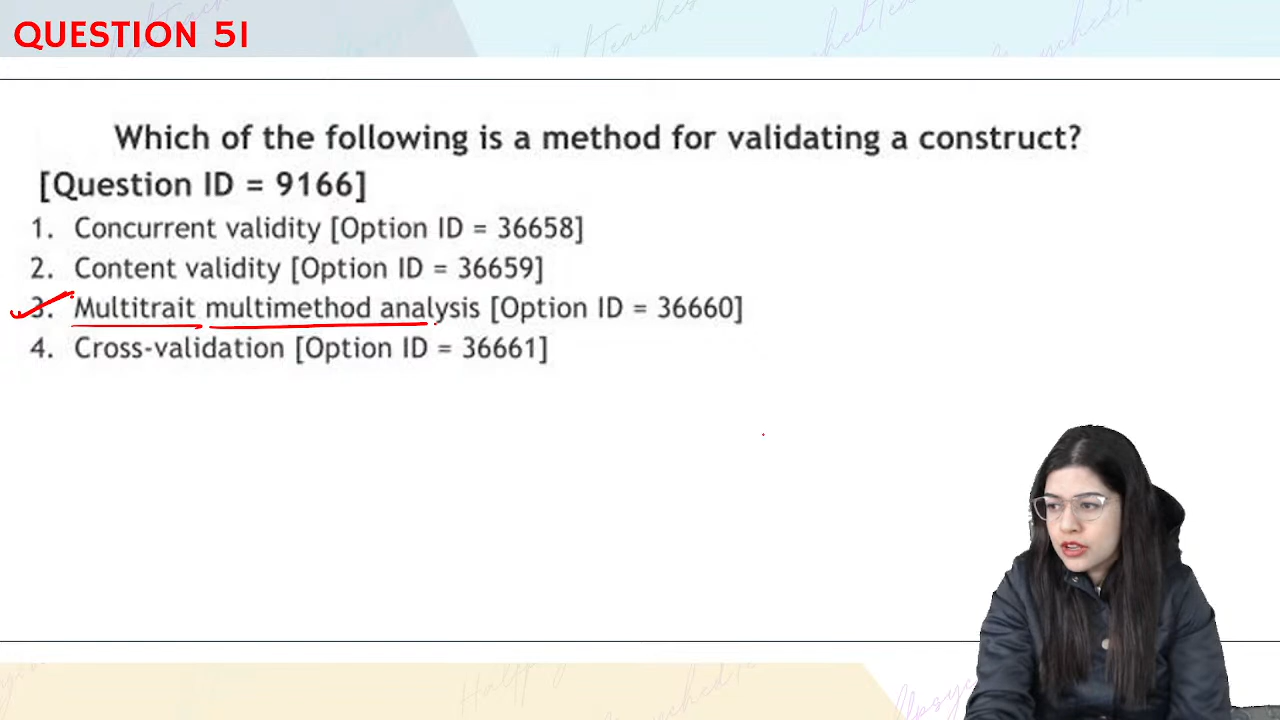 QUESTION 51
Which of the following is a method for validating a construct?
[Question ID = 9166]
1. Concurrent validity [Option ID = 36658]
2. Content validity [Option ID = 36659]
3. Multitrait multimethod analysis [Option ID = 36660]
4. Cross-validation [Option ID = 36661]